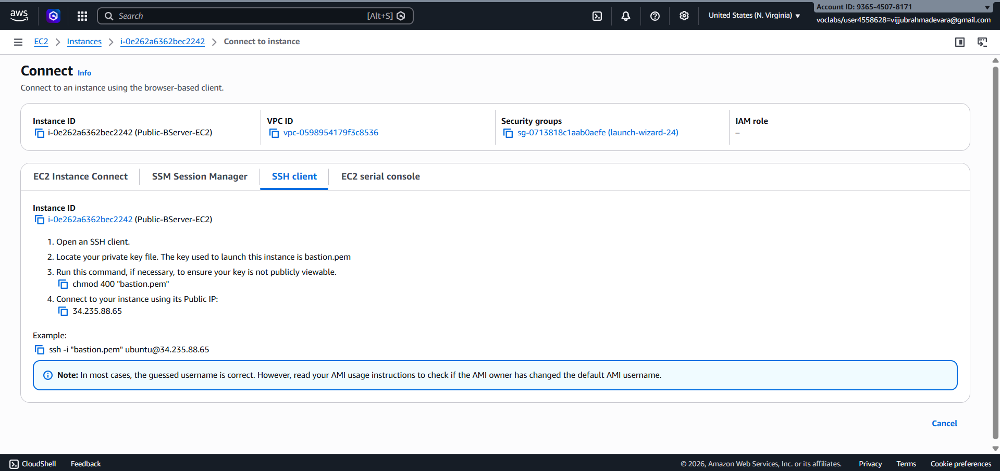 aws
Search [Alt+S]
United States (N. Virginia)
Account ID: 9365-4507-8171
voclabs/user4558628=vijjubrahmadevara@gmail.com
EC2 Instances i-0e262a6362bec2242 Connect to instance
Connect Info
Connect to an instance using the browser-based client.
Instance ID
i-0e262a6362bec2242 (Public-BServer-EC2)
VPC ID
vpc-0598954179f3c8536
Security groups
sg-0713818c1aab0aefe (launch-wizard-24)
IAM role
–
EC2 Instance Connect SSM Session Manager SSH client EC2 serial console
Instance ID
i-0e262a6362bec2242 (Public-BServer-EC2)
1. Open an SSH client.
2. Locate your private key file. The key used to launch this instance is bastion.pem
3. Run this command, if necessary, to ensure your key is not publicly viewable.
chmod 400 "bastion.pem"
4. Connect to your instance using its Public IP:
34.235.88.65
Example:
ssh -i "bastion.pem" ubuntu@34.235.88.65
Note: In most cases, the guessed username is correct. However, read your AMI usage instructions to check if the AMI owner has changed the default AMI username.
Cancel
CloudShell Feedback © 2026, Amazon Web Services, Inc. or its affiliates. Privacy Terms Cookie preferences